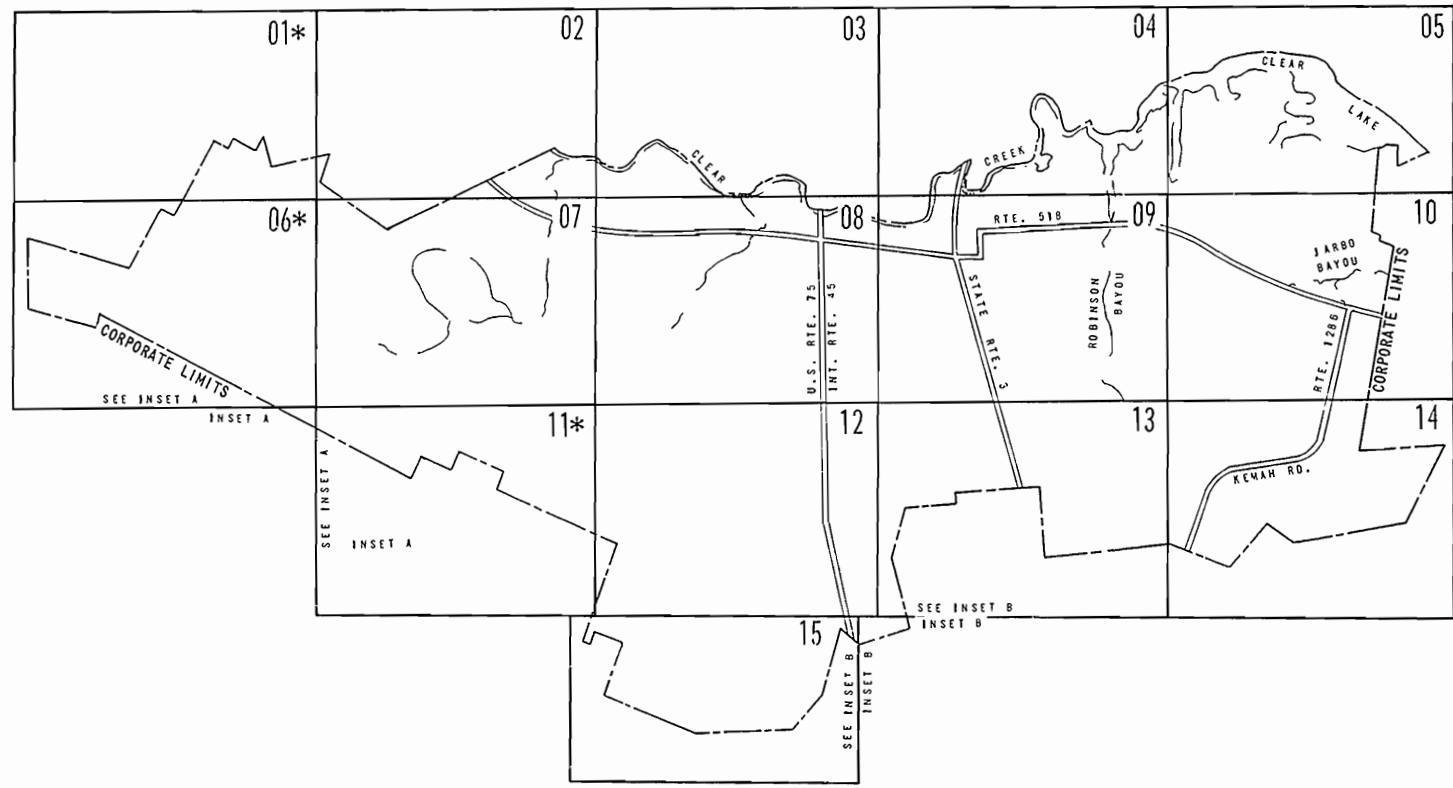 01*
02
03
04
05
CLEAR
LAKE
CLEAR
CREEK
06*
07
08
09
10
RTE. 518
JARBO
BAYOU
CORPORATE LIMITS
STATE RTE. 3
ROBINSON
BAYOU
U.S. RTE. 75
INT. RTE. 45
RTE. 1286
CORPORATE LIMITS
SEE INSET A
INSET A
11*
12
13
14
SEE INSET A
INSET A
KEMAH RD.
SEE INSET B
INSET B
15
SEE INSET B
INSET B